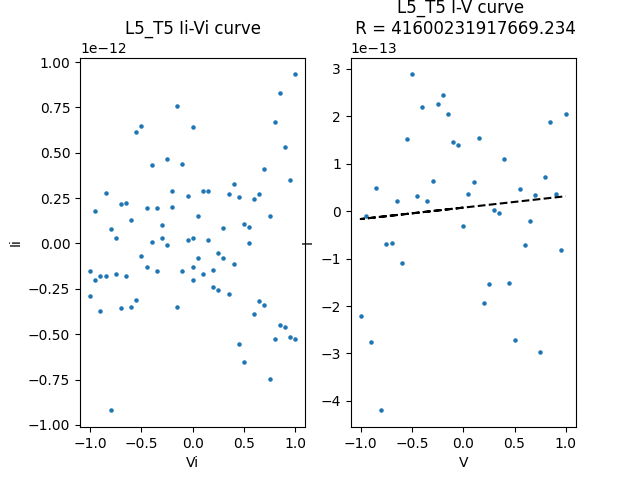 L5_T5 Ii-Vi curve
1e−12
1.00
0.75
0.50
0.25
0.00
−0.25
−0.50
−0.75
−1.00
Ii
−1.0 −0.5 0.0 0.5 1.0
Vi
L5_T5 I-V curve
R = 41600231917669.234
1e−13
3
2
1
0
−1
−2
−3
−4
I
−1.0 −0.5 0.0 0.5 1.0
V